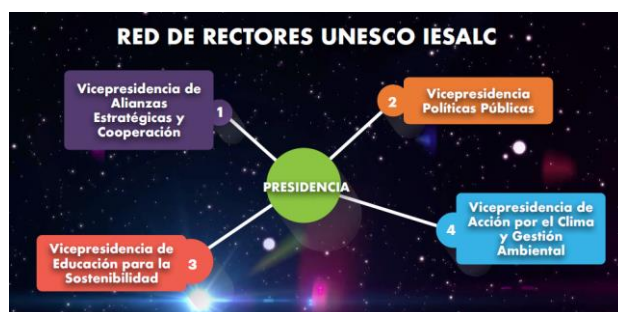 RED DE RECTORES UNESCO IESALC
Vicepresidencia de
Alianzas
Estratégicas y
Cooperación
1
2
Vicepresidencia
Políticas Públicas
PRESIDENCIA
Vicepresidencia de
Educación para la
Sostenibilidad
3
4
Vicepresidencia de
Acción por el Clima
y Gestión
Ambiental